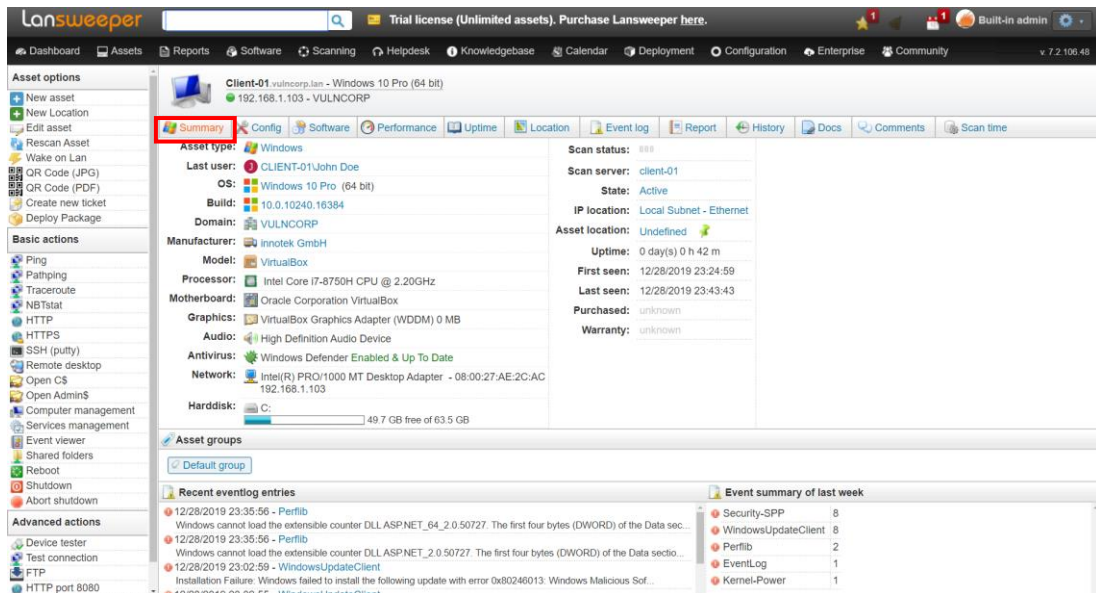 Lansweeper
Trial license (Unlimited assets). Purchase Lansweeper here.
1
1
Built-in admin
Dashboard Assets Reports Software Scanning Helpdesk Knowledgebase Calendar Deployment Configuration Enterprise Community v. 7.2.106.48
Asset options
New asset
New Location
Edit asset
Rescan Asset
Wake on Lan
QR Code (JPG)
QR Code (PDF)
Create new ticket
Deploy Package
Basic actions
Ping
Pathping
Traceroute
NBTstat
HTTP
HTTPS
SSH (putty)
Remote desktop
Open C$
Open Admin$
Computer management
Services management
Event viewer
Shared folders
Reboot
Shutdown
Abort shutdown
Advanced actions
Device tester
Test connection
FTP
HTTP port 8080
Client-01.vulncorp.lan - Windows 10 Pro (64 bit)
192.168.1.103 - VULNCORP
Summary Config Software Performance Uptime Location Event log Report History Docs Comments Scan time
Asset type: Windows
Last user: CLIENT-01\John Doe
OS: Windows 10 Pro (64 bit)
Build: 10.0.10240.16384
Domain: VULNCORP
Manufacturer: innotek GmbH
Model: VirtualBox
Processor: Intel Core i7-8750H CPU @ 2.20GHz
Motherboard: Oracle Corporation VirtualBox
Graphics: VirtualBox Graphics Adapter (WDDM) 0 MB
Audio: High Definition Audio Device
Antivirus: Windows Defender Enabled & Up To Date
Network: Intel(R) PRO/1000 MT Desktop Adapter - 08:00:27:AE:2C:AC
192.168.1.103
Harddisk: C:
49.7 GB free of 63.5 GB
Scan status:
Scan server: client-01
State: Active
IP location: Local Subnet - Ethernet
Asset location: Undefined
Uptime: 0 day(s) 0 h 42 m
First seen: 12/28/2019 23:24:59
Last seen: 12/28/2019 23:43:43
Purchased: unknown
Warranty: unknown
Asset groups
Default group
Recent eventlog entries
12/28/2019 23:35:56 - Perflib
Windows cannot load the extensible counter DLL ASP.NET_64_2.0.50727. The first four bytes (DWORD) of the Data sec...
12/28/2019 23:35:56 - Perflib
Windows cannot load the extensible counter DLL ASP.NET_2.0.50727. The first four bytes (DWORD) of the Data sectio...
12/28/2019 23:02:59 - WindowsUpdateClient
Installation Failure: Windows failed to install the following update with error 0x80246013: Windows Malicious Sof...
Event summary of last week
Security-SPP 8
WindowsUpdateClient 8
Perflib 2
EventLog 1
Kernel-Power 1